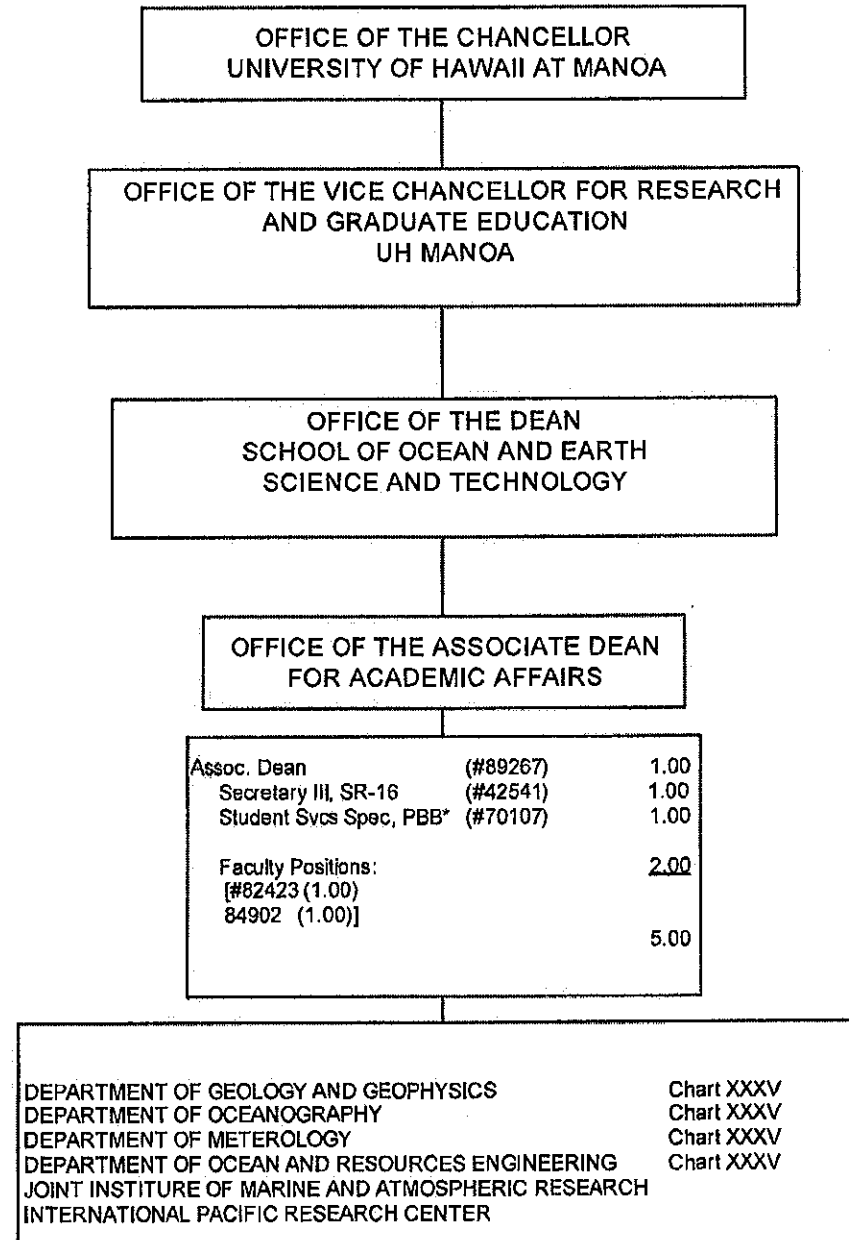 OFFICE OF THE CHANCELLOR
UNIVERSITY OF HAWAII AT MANOA
OFFICE OF THE VICE CHANCELLOR FOR RESEARCH
AND GRADUATE EDUCATION
UH MANOA
OFFICE OF THE DEAN
SCHOOL OF OCEAN AND EARTH
SCIENCE AND TECHNOLOGY
OFFICE OF THE ASSOCIATE DEAN
FOR ACADEMIC AFFAIRS
Assoc. Dean (#89267) 1.00
Secretary III, SR-16 (#42541) 1.00
Student Svcs Spec, PBB* (#70107) 1.00
Faculty Positions: 2.00
[#82423 (1.00)
84902 (1.00)]
5.00
DEPARTMENT OF GEOLOGY AND GEOPHYSICS Chart XXXV
DEPARTMENT OF OCEANOGRAPHY Chart XXXV
DEPARTMENT OF METEROLOGY Chart XXXV
DEPARTMENT OF OCEAN AND RESOURCES ENGINEERING Chart XXXV
JOINT INSTITURE OF MARINE AND ATMOSPHERIC RESEARCH
INTERNATIONAL PACIFIC RESEARCH CENTER